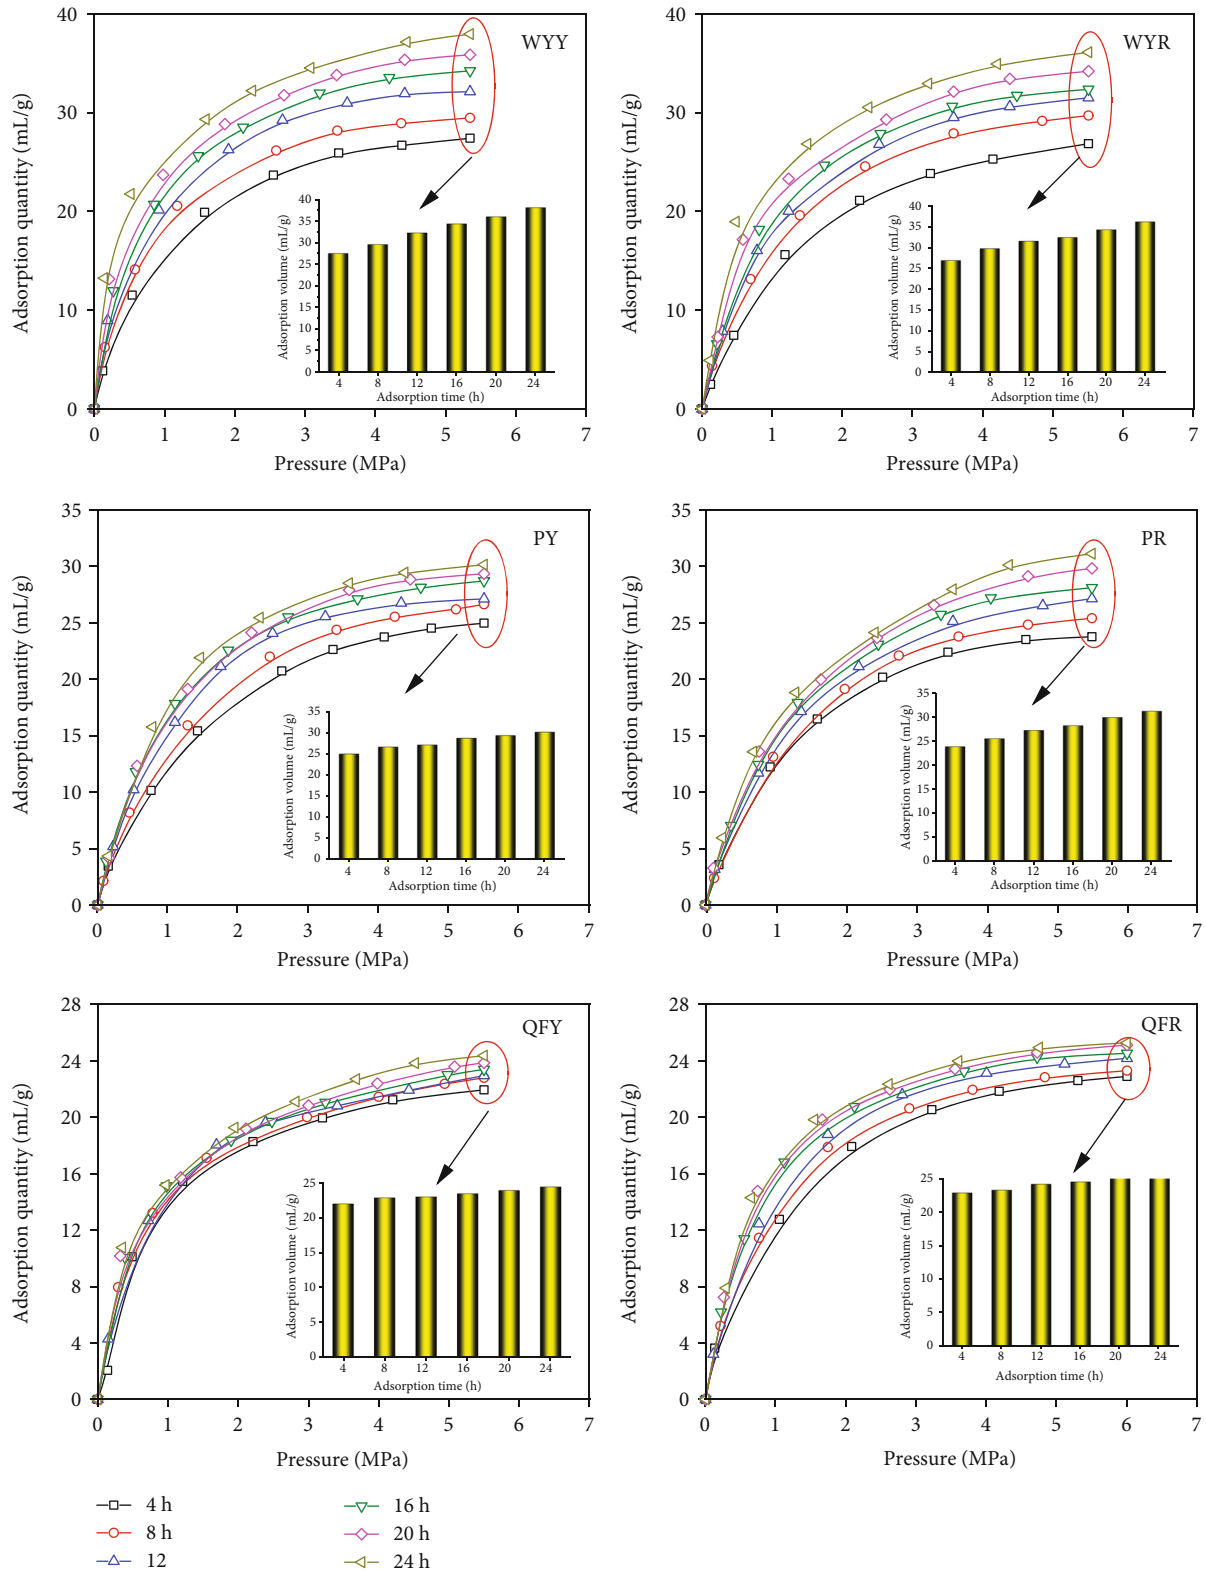 WYY
Adsorption quantity (mL/g)
40
30
20
10
0
0 1 2 3 4 5 6 7
Pressure (MPa)
Adsorption volume (mL/g)
40
35
30
25
20
15
10
5
0
4 8 12 16 20 24
Adsorption time (h)
WYR
Adsorption quantity (mL/g)
40
30
20
10
0
0 1 2 3 4 5 6 7
Pressure (MPa)
Adsorption volume (mL/g)
40
35
30
25
20
15
10
5
0
4 8 12 16 20 24
Adsorption time (h)
PY
Adsorption quantity (mL/g)
35
30
25
20
15
10
5
0
0 1 2 3 4 5 6 7
Pressure (MPa)
Adsorption volume (mL/g)
35
30
25
20
15
10
5
0
4 8 12 16 20 24
Adsorption time (h)
PR
Adsorption quantity (mL/g)
35
30
25
20
15
10
5
0
0 1 2 3 4 5 6 7
Pressure (MPa)
Adsorption volume (mL/g)
35
30
25
20
15
10
5
0
4 8 12 16 20 24
Adsorption time (h)
QFY
Adsorption quantity (mL/g)
28
24
20
16
12
8
4
0
0 1 2 3 4 5 6 7
Pressure (MPa)
Adsorption volume (mL/g)
25
20
15
10
5
0
4 8 12 16 20 24
Adsorption time (h)
QFR
Adsorption quantity (mL/g)
28
24
20
16
12
8
4
0
0 1 2 3 4 5 6 7
Pressure (MPa)
Adsorption volume (mL/g)
25
20
15
10
5
0
4 8 12 16 20 24
Adsorption time (h)
4 h
8 h
12
16 h
20 h
24 h